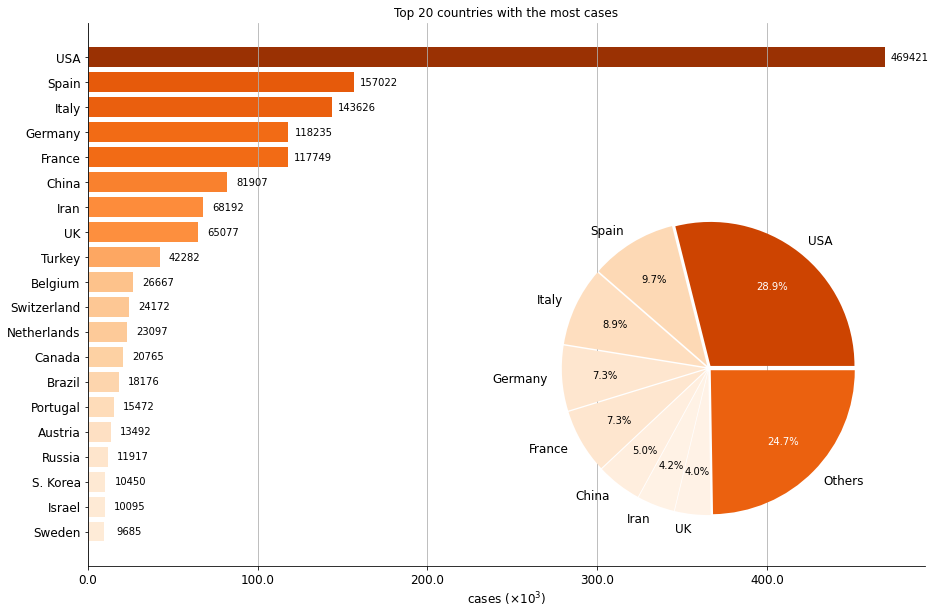 Top 20 countries with the most cases
USA 469421
Spain 157022
Italy 143626
Germany 118235
France 117749
China 81907
Iran 68192
UK 65077
Turkey 42282
Belgium 26667
Switzerland 24172
Netherlands 23097
Canada 20765
Brazil 18176
Portugal 15472
Austria 13492
Russia 11917
S. Korea 10450
Israel 10095
Sweden 9685
0.0 100.0 200.0 300.0 400.0
cases (×10³)
USA
28.9%
Spain
9.7%
Italy
8.9%
Germany
7.3%
France
7.3%
China
5.0%
Iran
4.2%
UK
4.0%
Others
24.7%